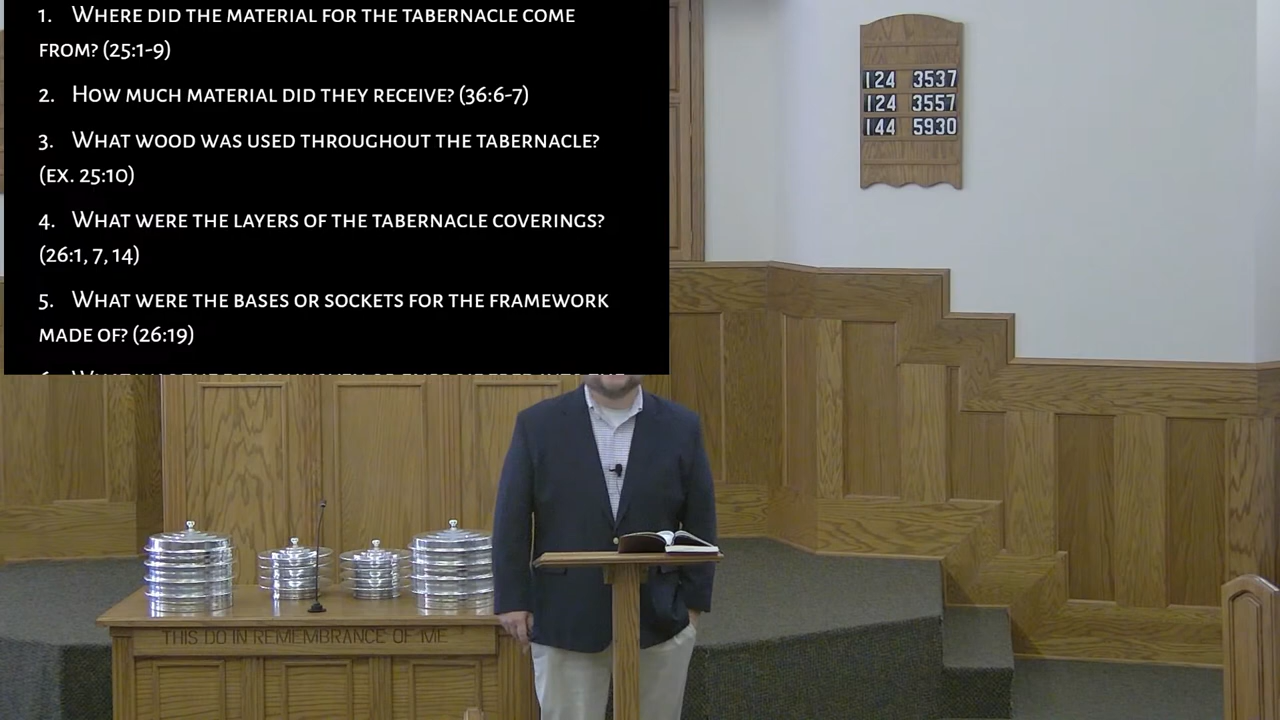 1. WHERE DID THE MATERIAL FOR THE TABERNACLE COME
FROM? (25:1-9)
2. HOW MUCH MATERIAL DID THEY RECEIVE? (36:6-7)
3. WHAT WOOD WAS USED THROUGHOUT THE TABERNACLE?
(EX. 25:10)
4. WHAT WERE THE LAYERS OF THE TABERNACLE COVERINGS?
(26:1, 7, 14)
5. WHAT WERE THE BASES OR SOCKETS FOR THE FRAMEWORK
MADE OF? (26:19)
124 3537
124 3557
144 5930
THIS DO IN REMEMBRANCE OF ME